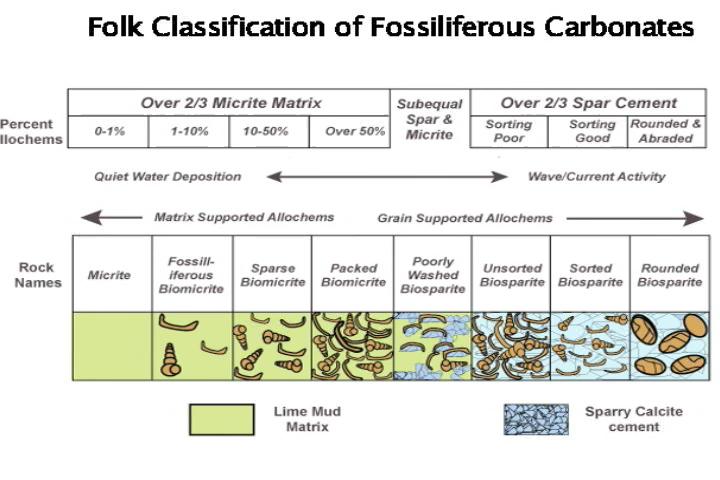 Folk Classification of Fossiliferous Carbonates
Over 2/3 Micrite Matrix
Subequal
Spar &
Micrite
Over 2/3 Spar Cement
Percent
llochems
0-1%
1-10%
10-50%
Over 50%
Sorting
Poor
Sorting
Good
Rounded &
Abraded
Quiet Water Deposition
Wave/Current Activity
Matrix Supported Allochems
Grain Supported Allochems
Rock
Names
Micrite
Fossill-
iferous
Biomicrite
Sparse
Biomicrite
Packed
Biomicrite
Poorly
Washed
Biosparite
Unsorted
Biosparite
Sorted
Biosparite
Rounded
Biosparite
Lime Mud
Matrix
Sparry Calcite
cement